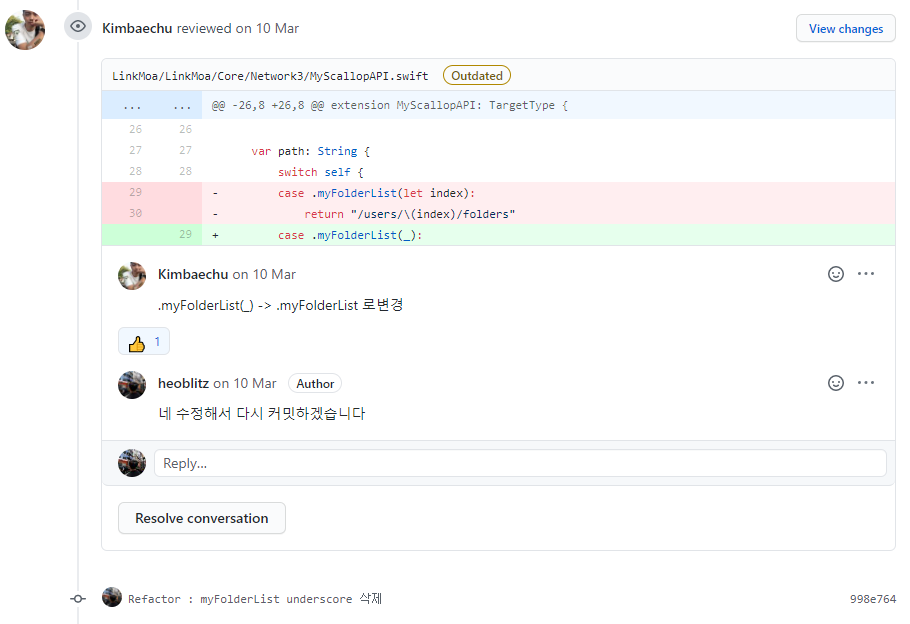 Kimbaechu reviewed on 10 Mar
View changes
LinkMoa/LinkMoa/Core/Network3/MyScallopAPI.swift Outdated
... ... @@ -26,8 +26,8 @@ extension MyScallopAPI: TargetType {
26 26
27 27 var path: String {
28 28 switch self {
29 - case .myFolderList(let index):
30 - return "/users/\(index)/folders"
29 + case .myFolderList(_):
Kimbaechu on 10 Mar
.myFolderList(_) -> .myFolderList 로변경
1
heoblitz on 10 Mar Author
네 수정해서 다시 커밋하겠습니다
Reply...
Resolve conversation
Refactor : myFolderList underscore 삭제 998e764